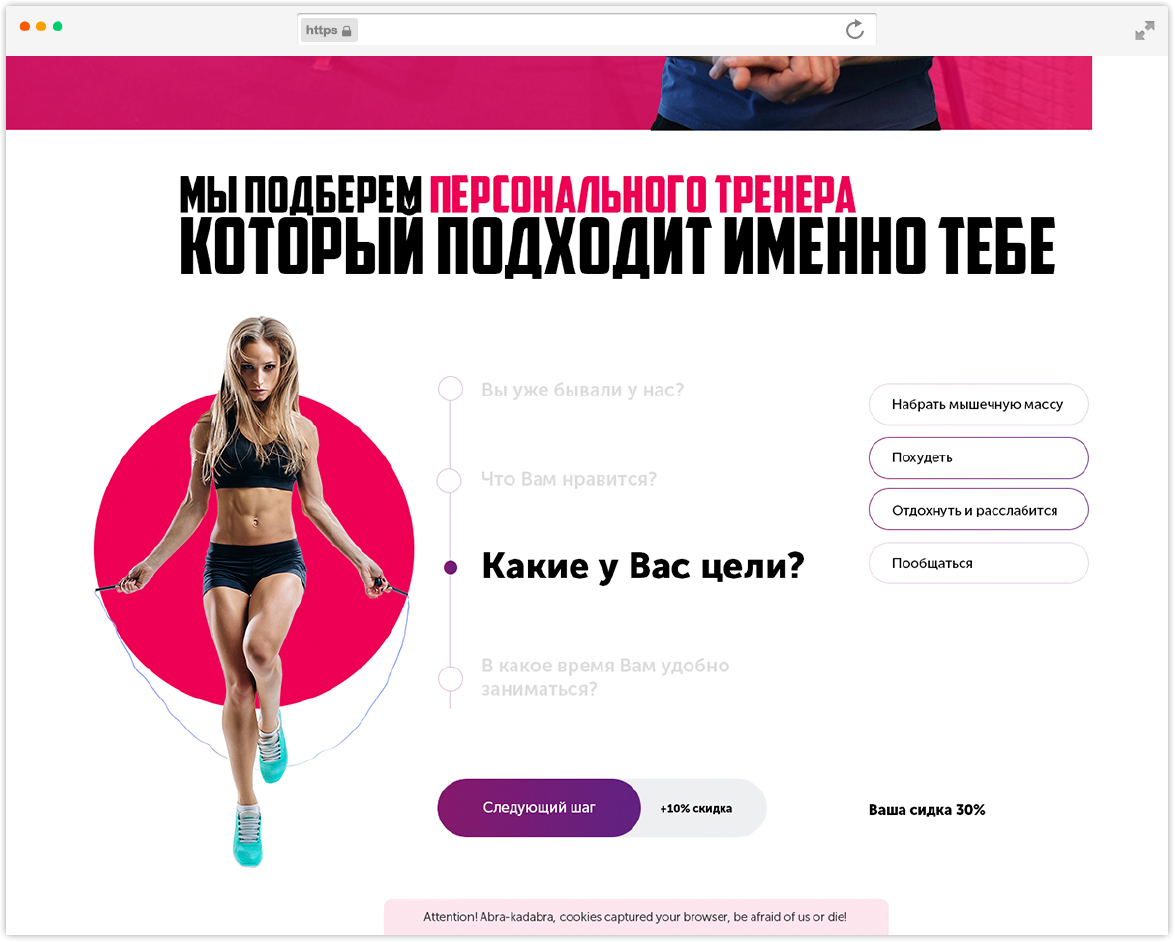 https
МЫ ПОДБЕРЕМ ПЕРСОНАЛЬНОГО ТРЕНЕРА
КОТОРЫЙ ПОДХОДИТ ИМЕННО ТЕБЕ
Вы уже бывали у нас?
Что Вам нравится?
Какие у Вас цели?
В какое время Вам удобно
заниматься?
Набрать мышечную массу
Похудеть
Отдохнуть и расслабится
Пообщаться
Следующий шаг
+10% скидка
Ваша сидка 30%
Attention! Abra-kadabra, cookies captured your browser, be afraid of us or die!